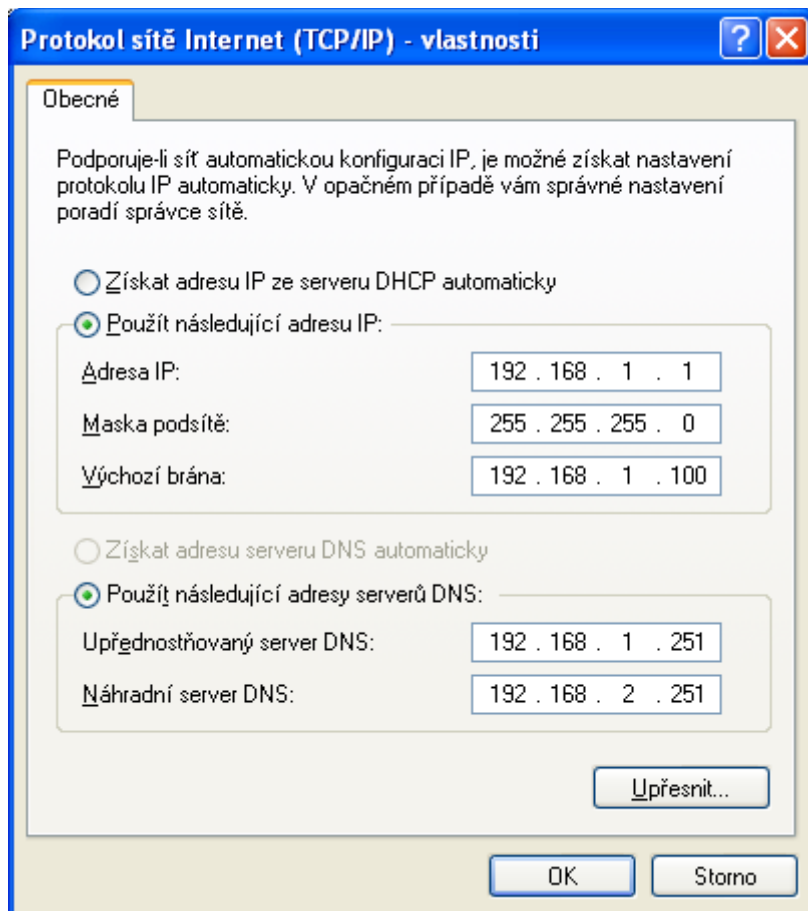 Protokol sítě Internet (TCP/IP) - vlastnosti
Obecné
Podporuje-li síť automatickou konfiguraci IP, je možné získat nastavení
protokolu IP automaticky. V opačném případě vám správné nastavení
poradí správce sítě.
Získat adresu IP ze serveru DHCP automaticky
Použít následující adresu IP:
Adresa IP: 192 . 168 . 1 . 1
Maska podsítě: 255 . 255 . 255 . 0
Výchozí brána: 192 . 168 . 1 . 100
Získat adresu serveru DNS automaticky
Použít následující adresy serverů DNS:
Upřednostňovaný server DNS: 192 . 168 . 1 . 251
Náhradní server DNS: 192 . 168 . 2 . 251
Upřesnit...
OK Storno